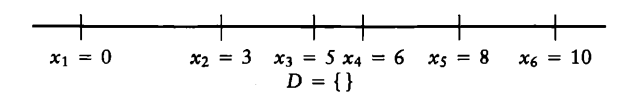 x₁ = 0 x₂ = 3 x₃ = 5 x₄ = 6 x₅ = 8 x₆ = 10
D = {}